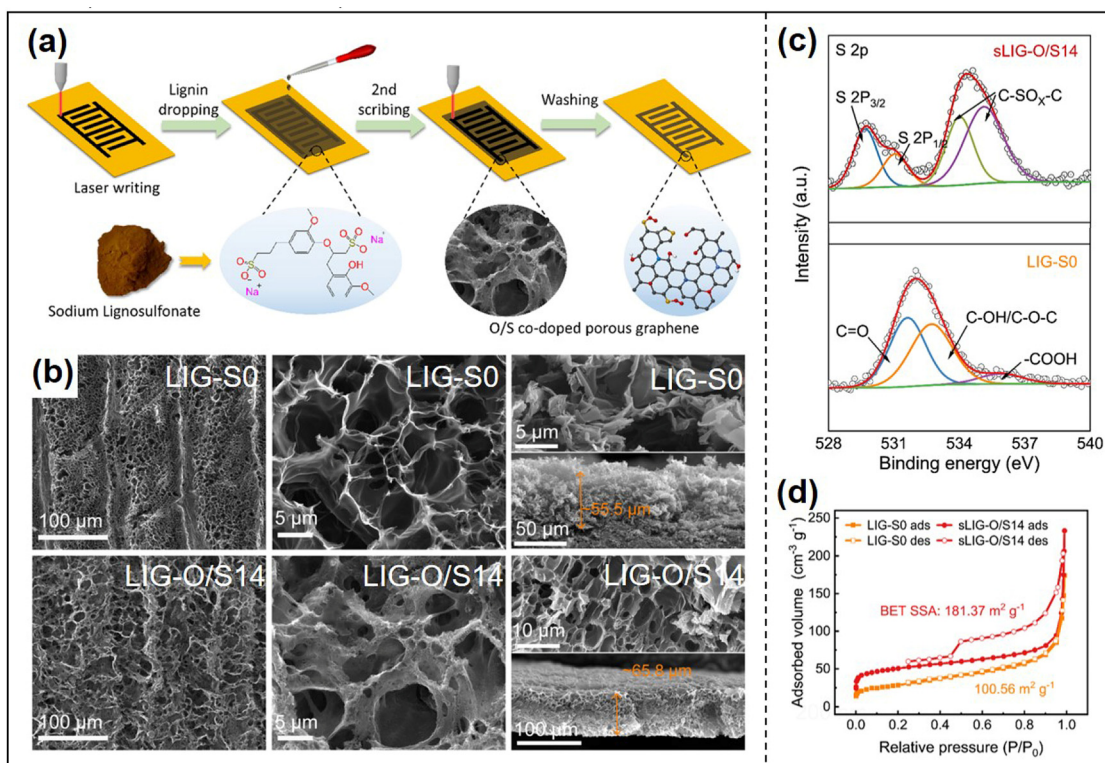 (a)
Lignin
dropping
2nd
scribing
Washing
Laser writing
Sodium Lignosulfonate
O
OH
Na
Na+
O/S co-doped porous graphene
(b)
LIG-S0
100 µm
LIG-S0
5 µm
LIG-S0
5 µm
~55.5 µm
50 µm
LIG-O/S14
100 µm
LIG-O/S14
5 µm
LIG-O/S14
10 µm
~65.8 µm
100 µm
(c)
S 2p
sLIG-O/S14
S 2P3/2
S 2P1/2
C-SOX-C
LIG-S0
C=O
C-OH/C-O-C
-COOH
Intensity (a.u.)
528 531 534 537 540
Binding energy (eV)
(d)
LIG-S0 ads
sLIG-O/S14 ads
LIG-S0 des
sLIG-O/S14 des
BET SSA: 181.37 m² g⁻¹
100.56 m² g⁻¹
Adsorbed volume (cm⁻³ g⁻¹)
250
200
150
100
50
0
0.0 0.2 0.4 0.6 0.8 1.0
Relative pressure (P/P0)